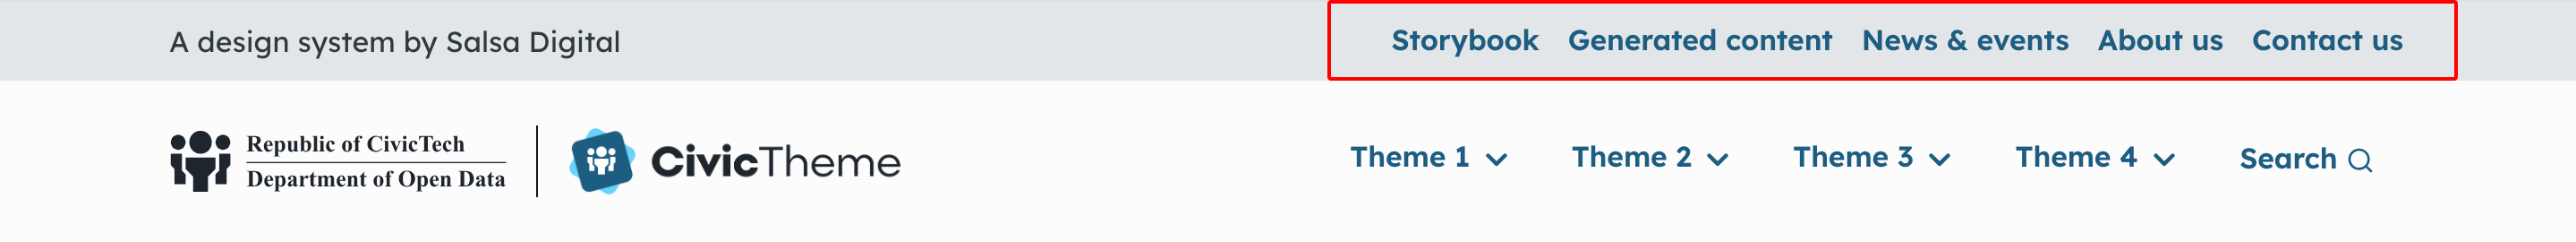 A design system by Salsa Digital
Storybook Generated content News & events About us Contact us
Republic of CivicTech
Department of Open Data
CivicTheme
Theme 1 Theme 2 Theme 3 Theme 4 Search